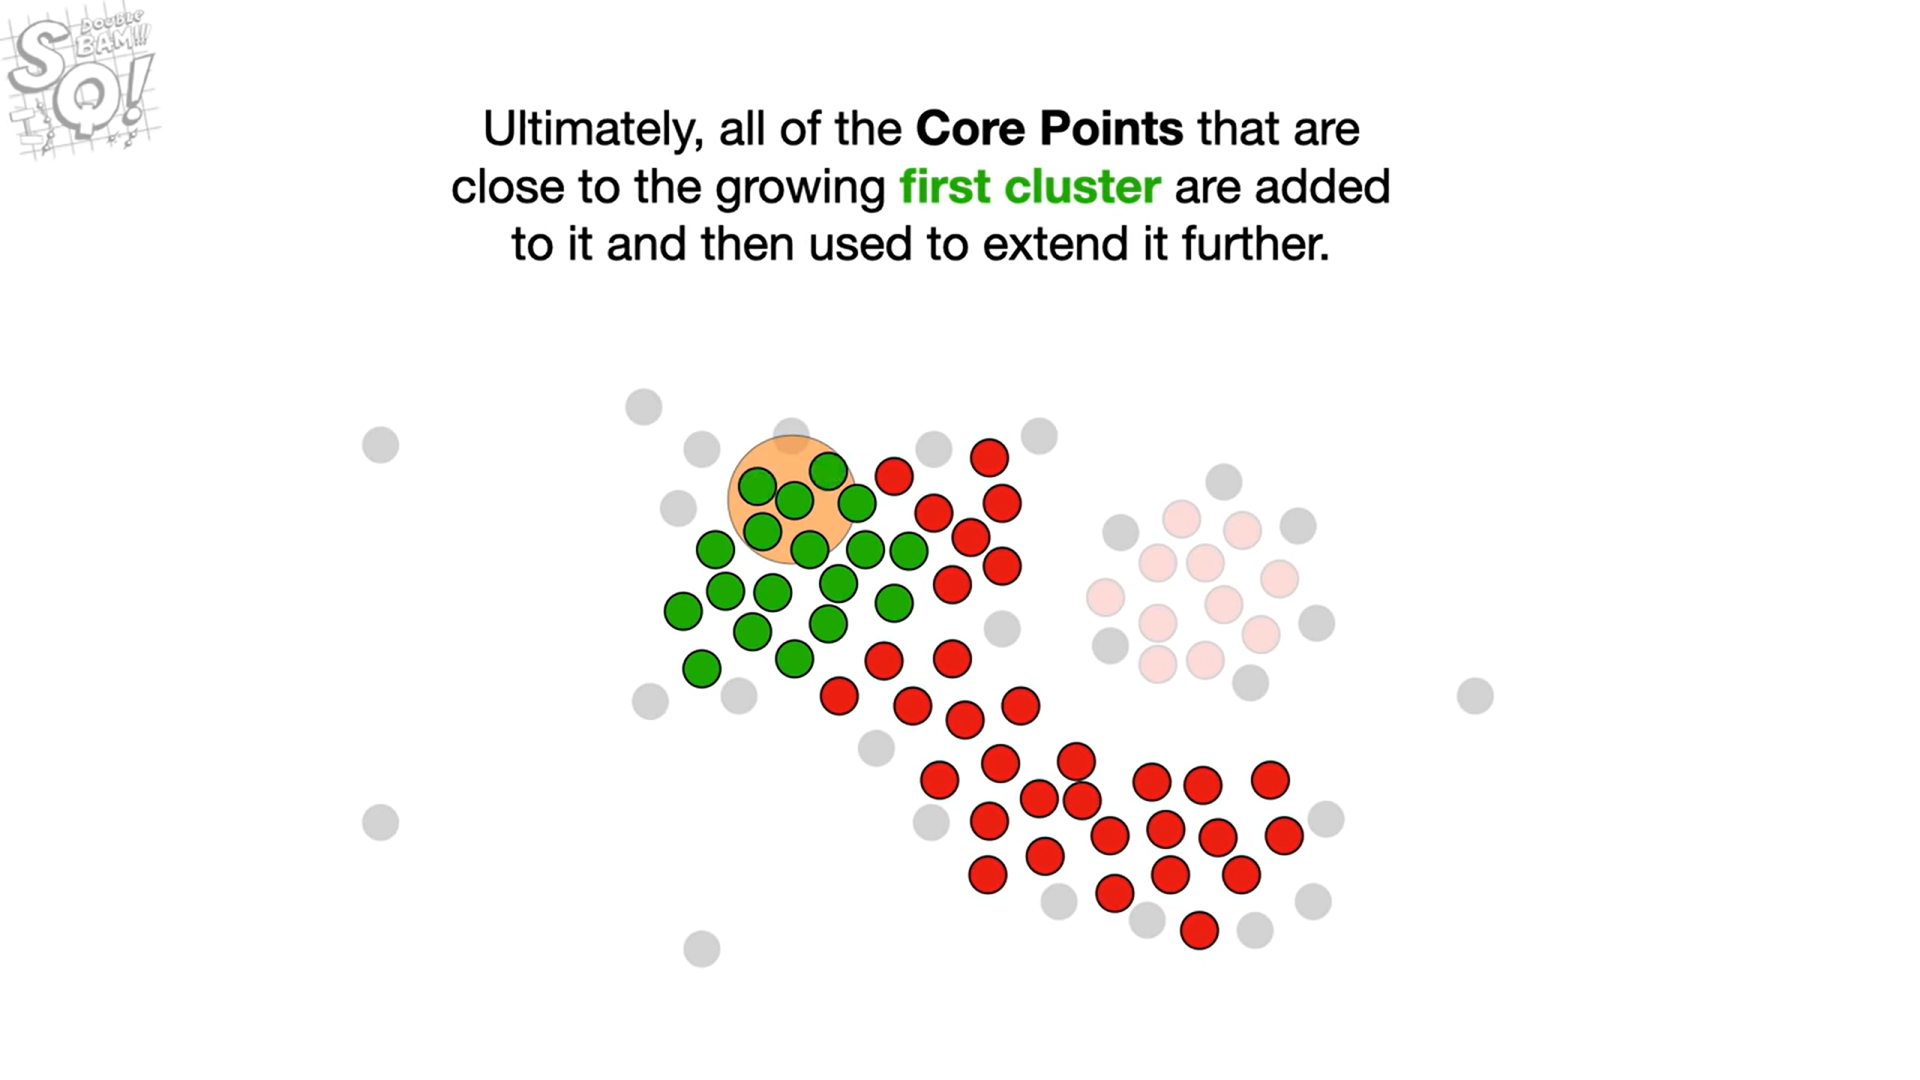 DOUBLE
BAM!!!
SQ!
Ultimately, all of the Core Points that are
close to the growing first cluster are added
to it and then used to extend it further.